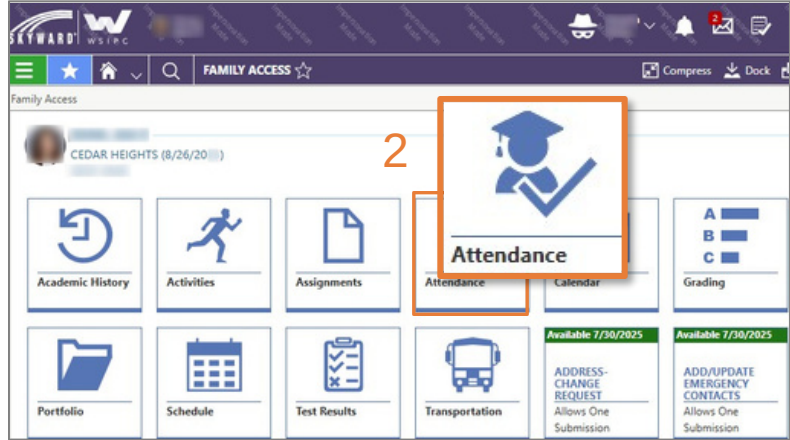 SKYWARD
WSIPC
2
FAMILY ACCESS
Compress
Dock
Family Access
CEDAR HEIGHTS (8/26/20 )
2
Attendance
Academic History
Activities
Assignments
Attendance
Calendar
A
B
C
Grading
Portfolio
Schedule
Test Results
Transportation
Available 7/30/2025
ADDRESS-
CHANGE
REQUEST
Allows One
Submission
Available 7/30/2025
ADD/UPDATE
EMERGENCY
CONTACTS
Allows One
Submission